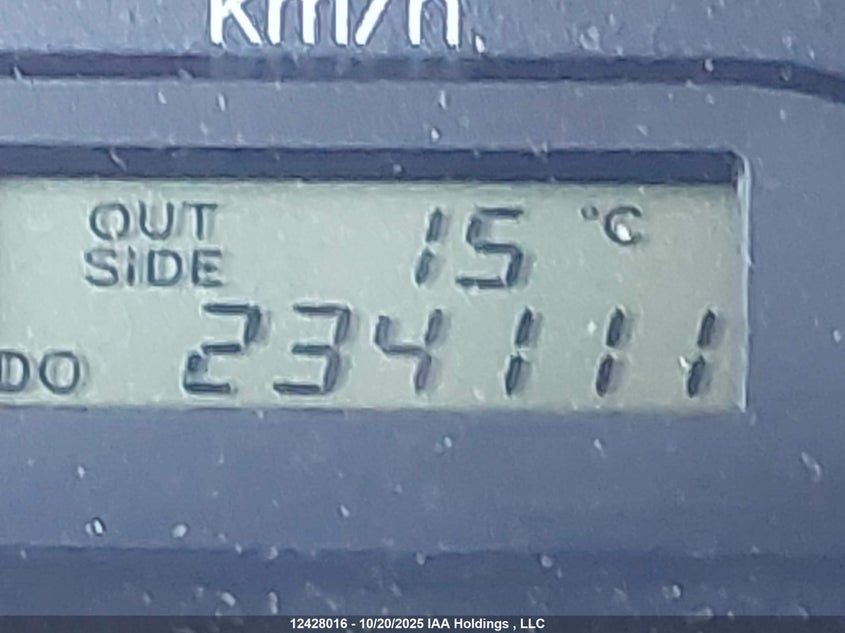 km/h
OUT SIDE 15 °C
DO 234111
12428016 - 10/20/2025 IAA Holdings , LLC